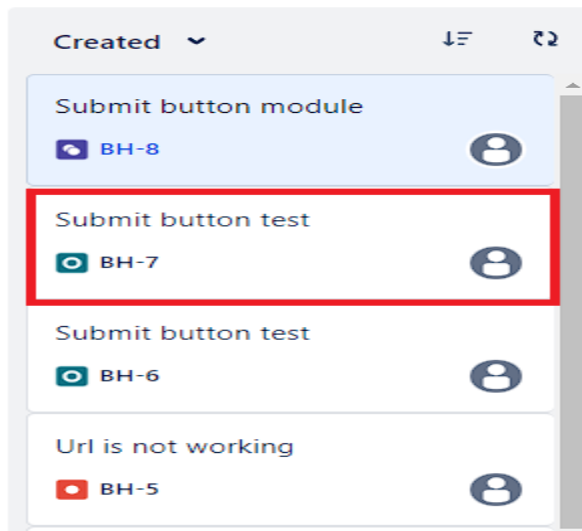 Created
Submit button module
BH-8
Submit button test
BH-7
Submit button test
BH-6
Url is not working
BH-5